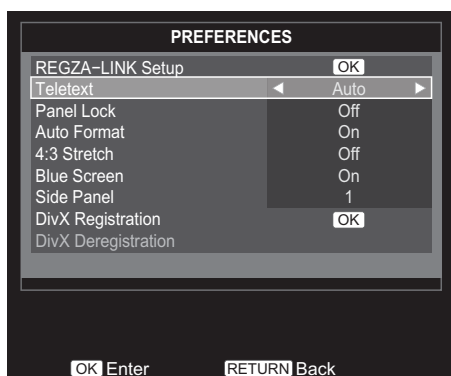 PREFERENCES
REGZA-LINK Setup OK
Teletext ◀ Auto ▶
Panel Lock Off
Auto Format On
4:3 Stretch Off
Blue Screen On
Side Panel 1
DivX Registration OK
DivX Deregistration
OK Enter RETURN Back